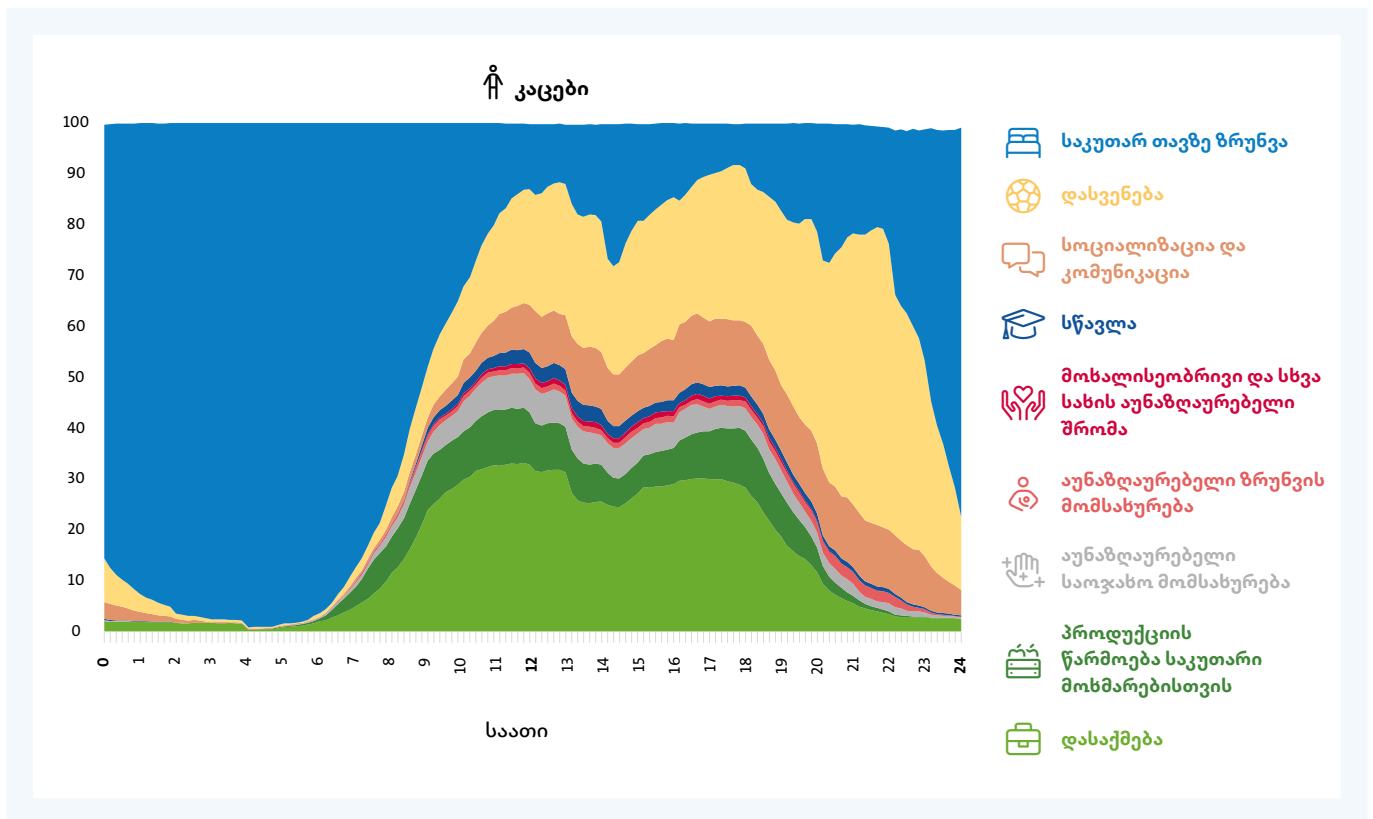 კაცები
100
90
80
70
60
50
40
30
20
10
0
0 1 2 3 4 5 6 7 8 9 10 11 12 13 14 15 16 17 18 19 20 21 22 23 24
საათი
საკუთარ თავზე ზრუნვა
დასვენება
სოციალიზაცია და
კომუნიკაცია
სწავლა
მოხალისეობრივი და სხვა
სახის აუნაზღაურებელი
შრომა
აუნაზღაურებელი ზრუნვის
მომსახურება
აუნაზღაურებელი
საოჯახო მომსახურება
პროდუქციის
წარმოება საკუთარი
მოხმარებისთვის
დასაქმება